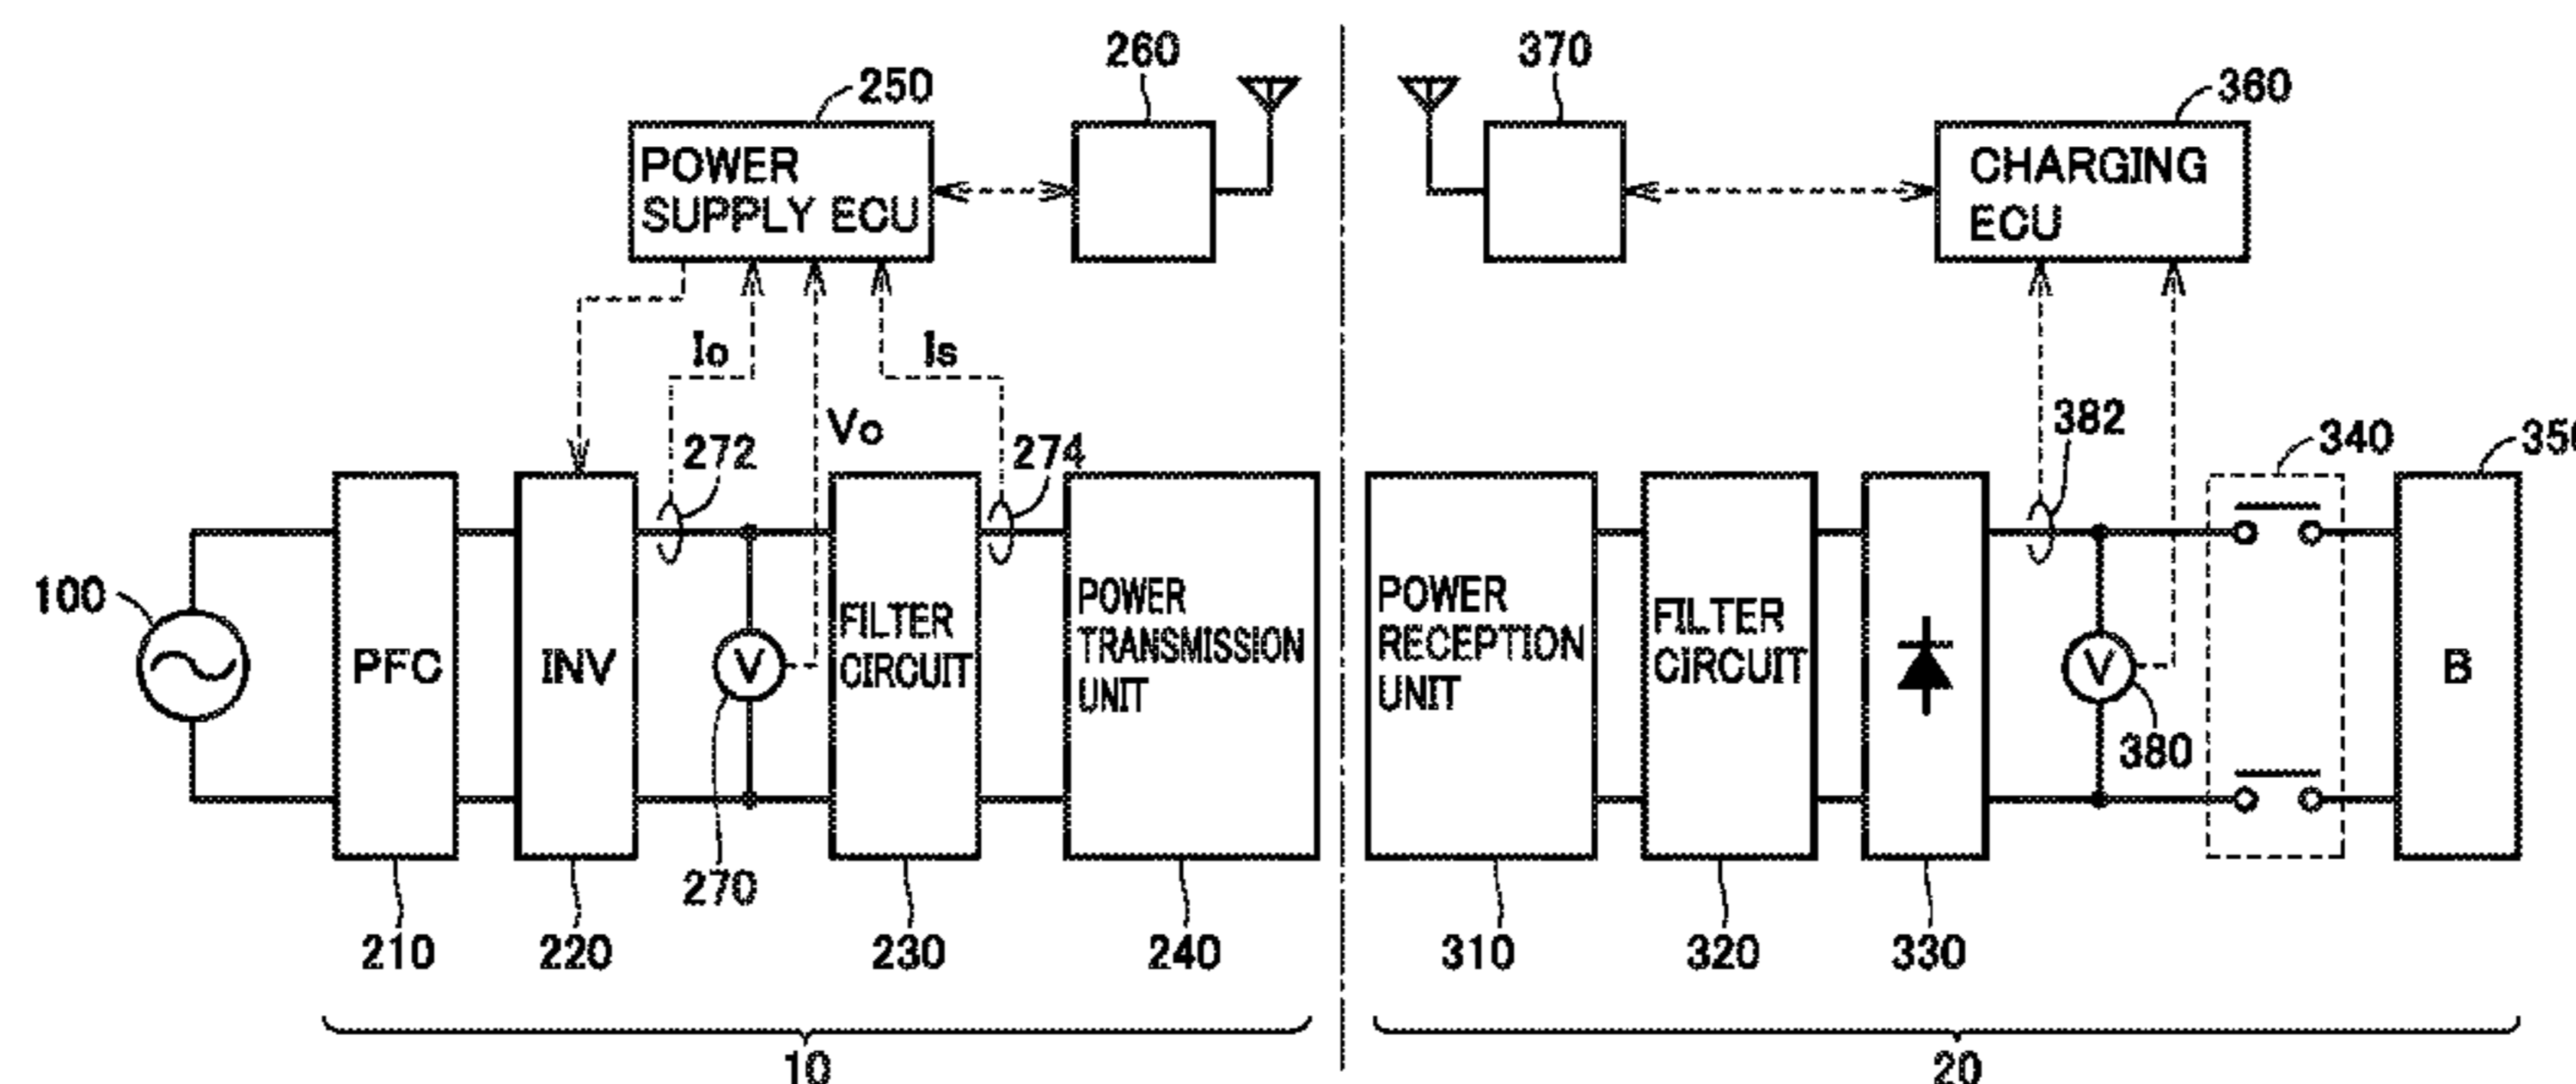 260
370
250
360
POWER
SUPPLY ECU
CHARGING
ECU
Io
Is
Vo
272
274
382
340
350
100
PFC
INV
V
FILTER
CIRCUIT
POWER
TRANSMISSION
UNIT
POWER
RECEPTION
UNIT
FILTER
CIRCUIT
V
B
380
270
210
220
230
240
310
320
330
10
20